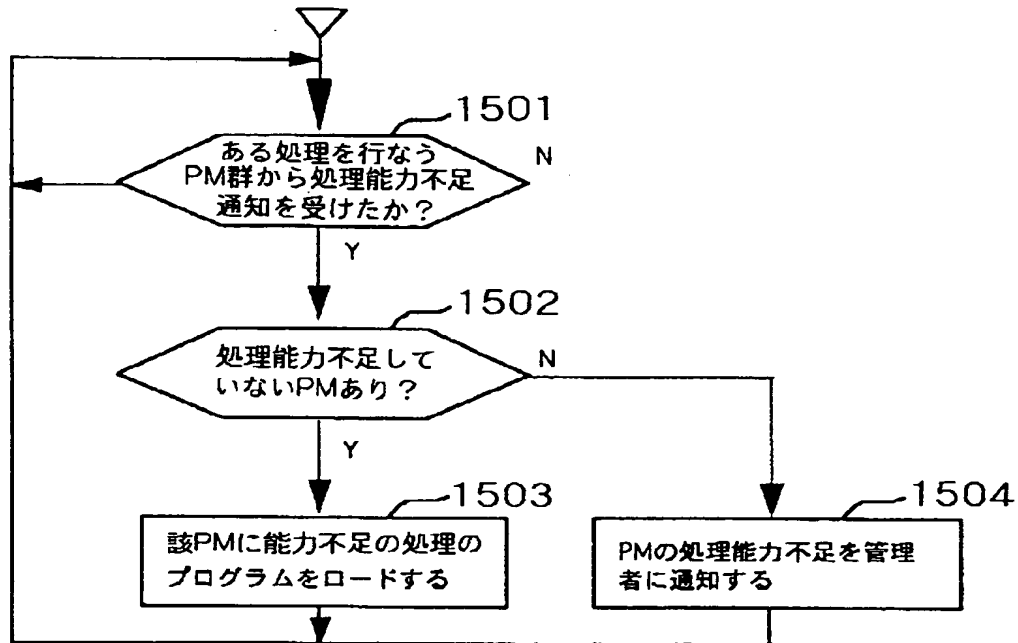 1501
ある処理を行なう
PM群から処理能力不足
通知を受けたか？
N
Y
1502
処理能力不足して
いないPMあり？
N
Y
1503
該PMに能力不足の処理の
プログラムをロードする
1504
PMの処理能力不足を管理
者に通知する